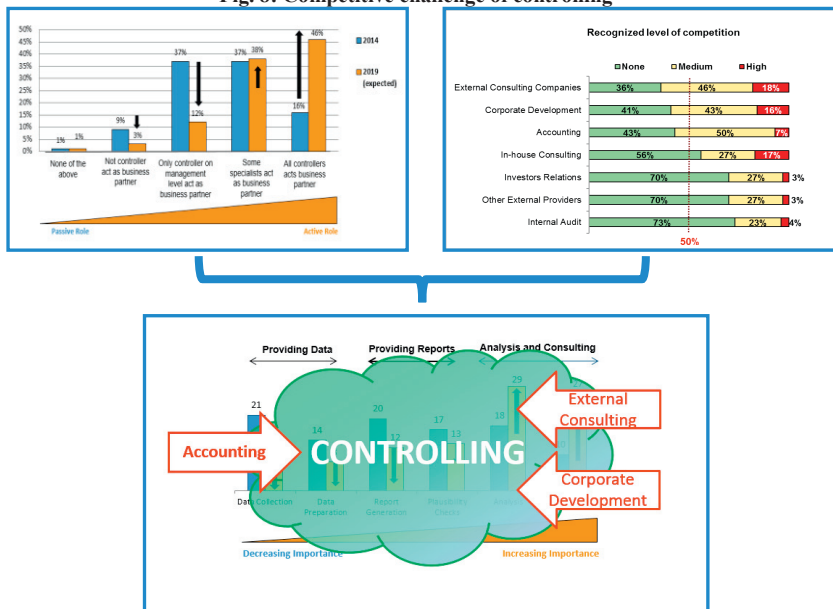 Fig. 8: Competitive challenge of controlling
50%
45%
40%
35%
30%
25%
20%
15%
10%
5%
0%
1%
1%
9%
3%
37%
12%
37%
38%
16%
46%
2014
2019
(expected)
None of the
above
Not controller
act as business
partner
Only controller on
management
level act as
business partner
Some
specialists act
as business
partner
All controllers
acts business
partner
Passive Role
Active Role
Recognized level of competition
None Medium High
External Consulting Companies 36% 46% 18%
Corporate Development 41% 43% 16%
Accounting 43% 50% 7%
In-house Consulting 56% 27% 17%
Investors Relations 70% 27% 3%
Other External Providers 70% 27% 3%
Internal Audit 73% 23% 4%
50%
Providing Data Providing Reports Analysis and Consulting
21
14
20
12
17
13
18
29
27
Accounting
CONTROLLING
External
Consulting
Corporate
Development
Data Collection
Data
Preparation
Report
Generation
Plausibility
Checks
Decreasing Importance
Increasing Importance